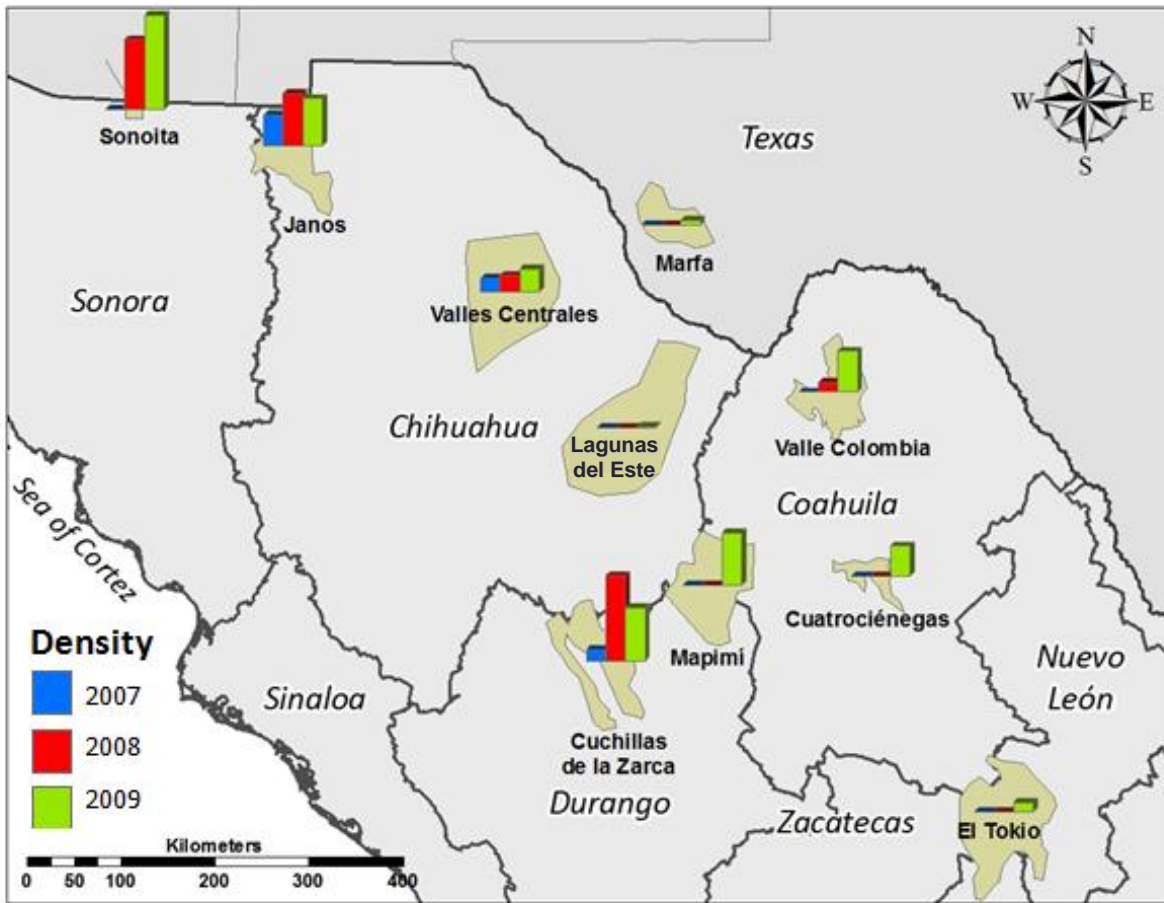 N
W E
S
Sonoita
Texas
Janos
Marfa
Sonora
Valles Centrales
Chihuahua
Lagunas
del Este
Valle Colombia
Coahuila
Sea of Cortez
Cuatrociénegas
Mapimi
Nuevo
León
Density
2007
2008
2009
Sinaloa
Cuchillas
de la Zarca
Durango
Zacatecas
El Tokio
Kilometers
0 50 100 200 300 400